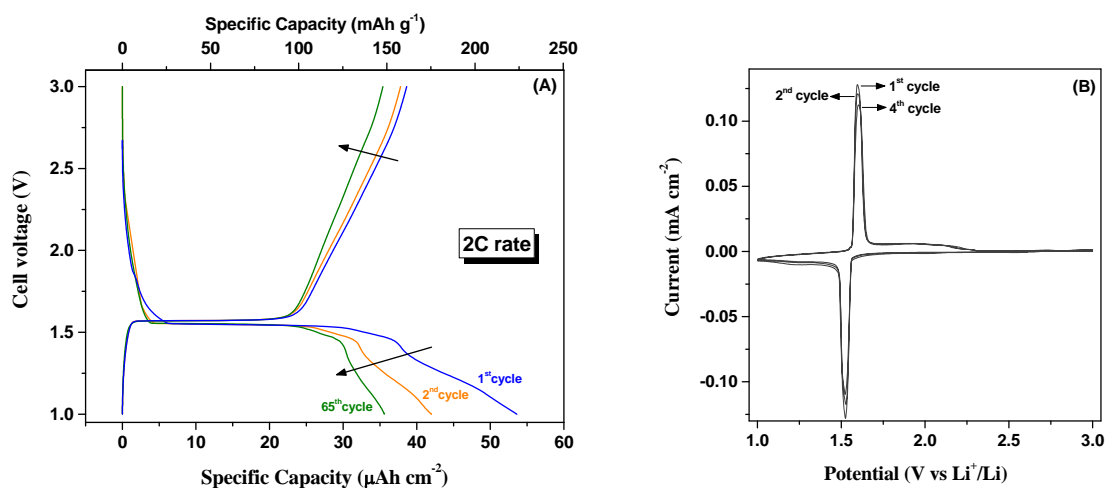 Specific Capacity (mAh g⁻¹)
0 50 100 150 200 250
(A)
3.0
2.5
2.0
1.5
1.0
Cell voltage (V)
2C rate
1ˢᵗ cycle
2ⁿᵈ cycle
65ᵗʰ cycle
0 10 20 30 40 50 60
Specific Capacity (μAh cm⁻²)
(B)
1ˢᵗ cycle
2ⁿᵈ cycle
4ᵗʰ cycle
0.10
0.05
0.00
-0.05
-0.10
Current (mA cm⁻²)
1.0 1.5 2.0 2.5 3.0
Potential (V vs Li⁺/Li)